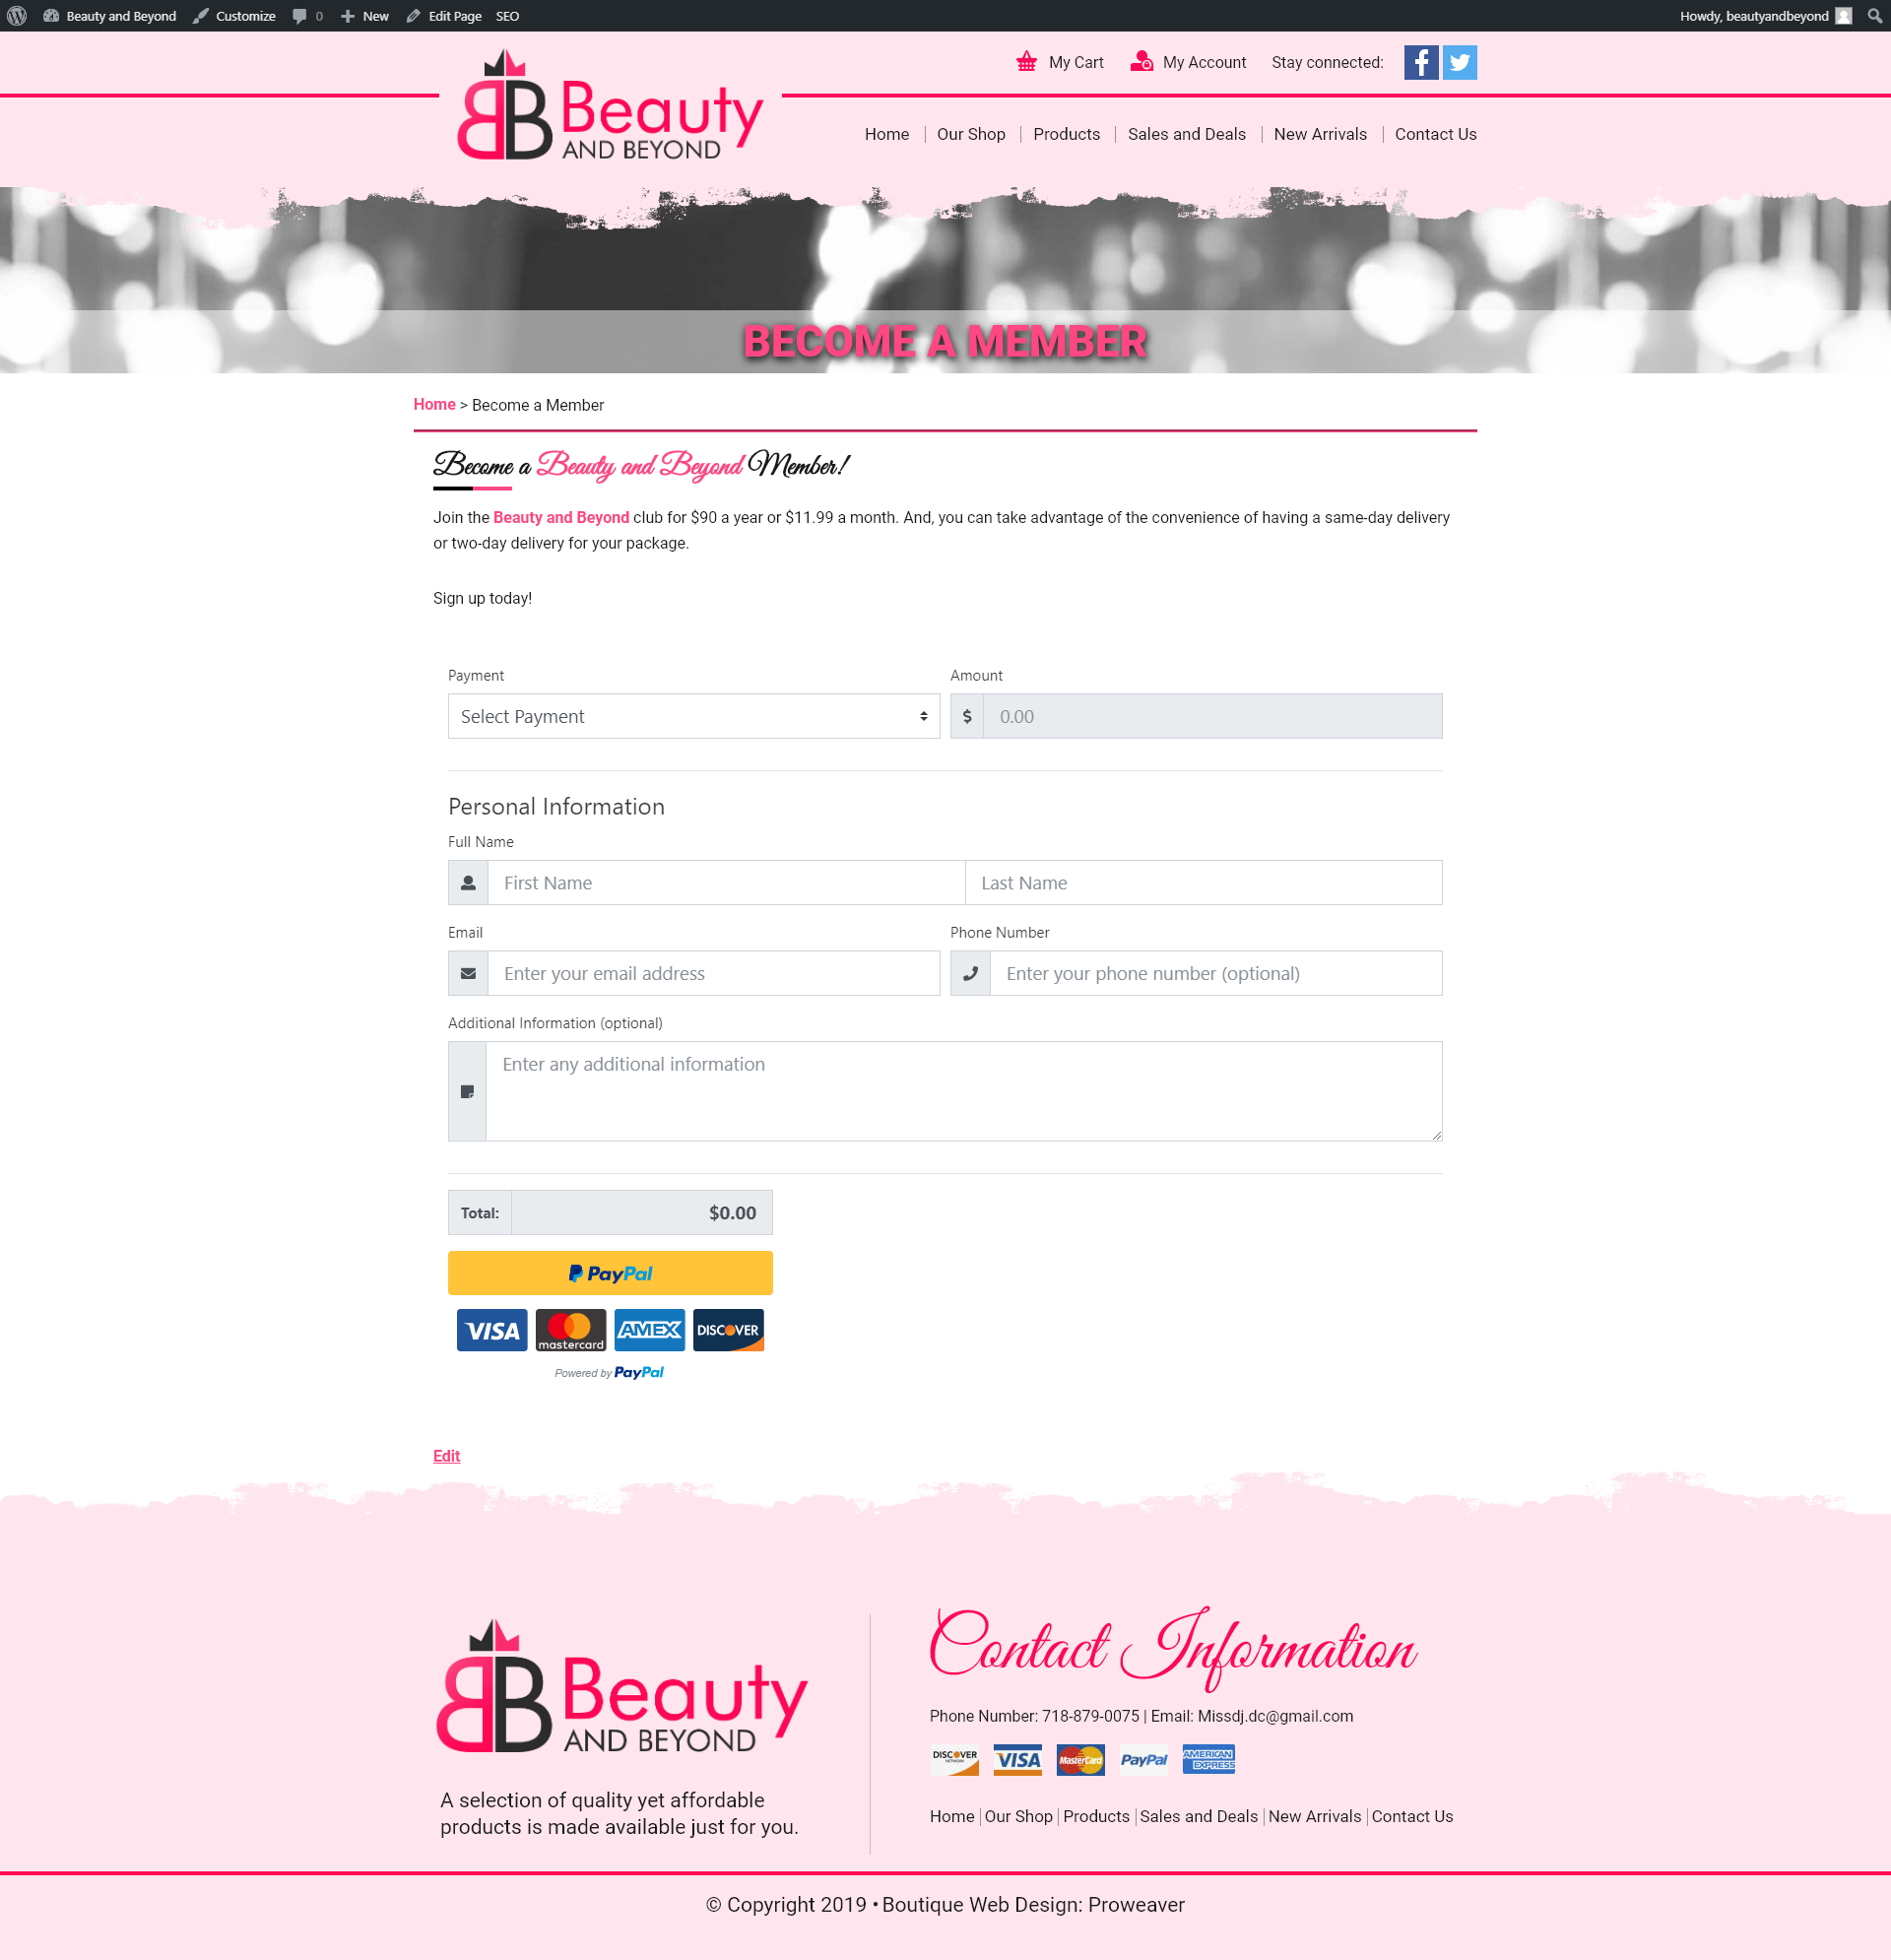 Beauty and Beyond Customize 0 New Edit Page SEO Howdy, beautyandbeyond
My Cart My Account Stay connected:
BB Beauty
AND BEYOND
Home Our Shop Products Sales and Deals New Arrivals Contact Us
BECOME A MEMBER
Home > Become a Member
Become a Beauty and Beyond Member!
Join the Beauty and Beyond club for $90 a year or $11.99 a month. And, you can take advantage of the convenience of having a same-day delivery
or two-day delivery for your package.
Sign up today!
Payment Amount
Select Payment $ 0.00
Personal Information
Full Name
First Name Last Name
Email Phone Number
Enter your email address Enter your phone number (optional)
Additional Information (optional)
Enter any additional information
Total: $0.00
PayPal
VISA mastercard AMEX DISCOVER
Powered by PayPal
Edit
BB Beauty
AND BEYOND
A selection of quality yet affordable
products is made available just for you.
Contact Information
Phone Number: 718-879-0075 | Email: Missdj.dc@gmail.com
DISCOVER NETWORK VISA MasterCard PayPal AMERICAN EXPRESS
Home Our Shop Products Sales and Deals New Arrivals Contact Us
© Copyright 2019 • Boutique Web Design: Proweaver